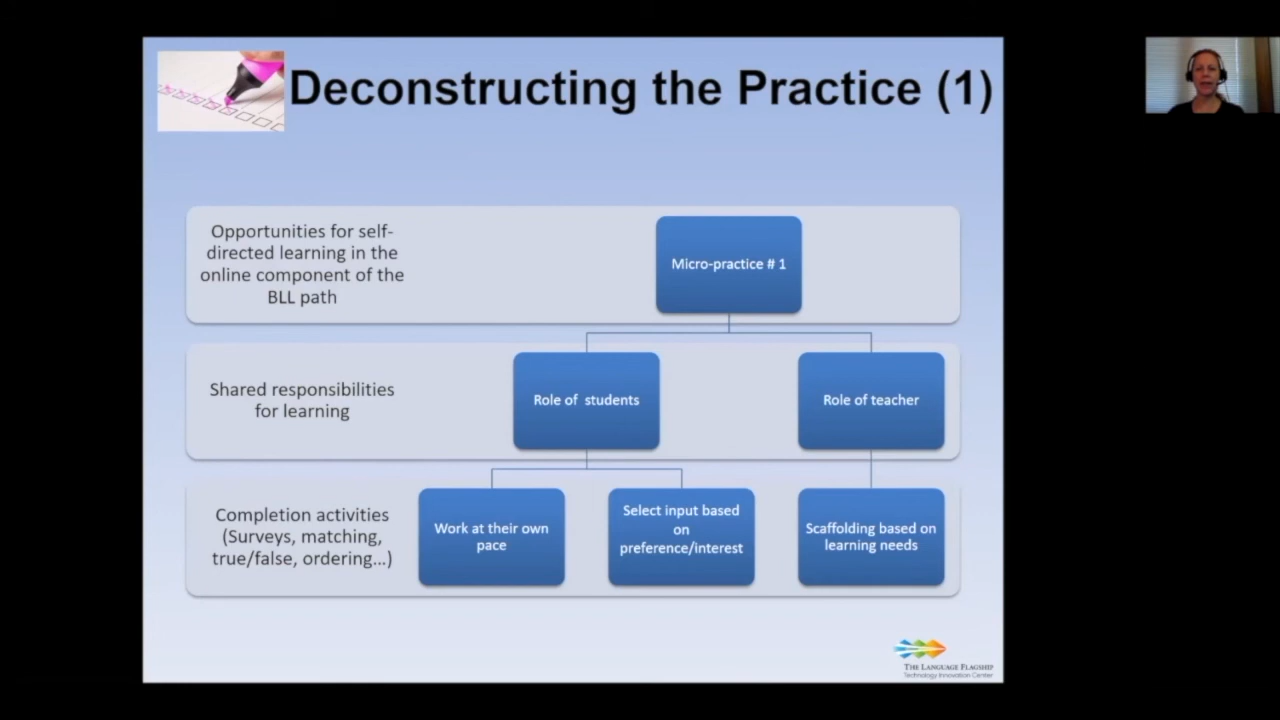 Deconstructing the Practice (1)
Opportunities for self-
directed learning in the
online component of the
BLL path
Micro-practice # 1
Shared responsibilities
for learning
Role of students
Role of teacher
Completion activities
(Surveys, matching,
true/false, ordering...)
Work at their own
pace
Select input based
on
preference/interest
Scaffolding based on
learning needs
THE LANGUAGE FLAGSHIP
Technology Innovation Center